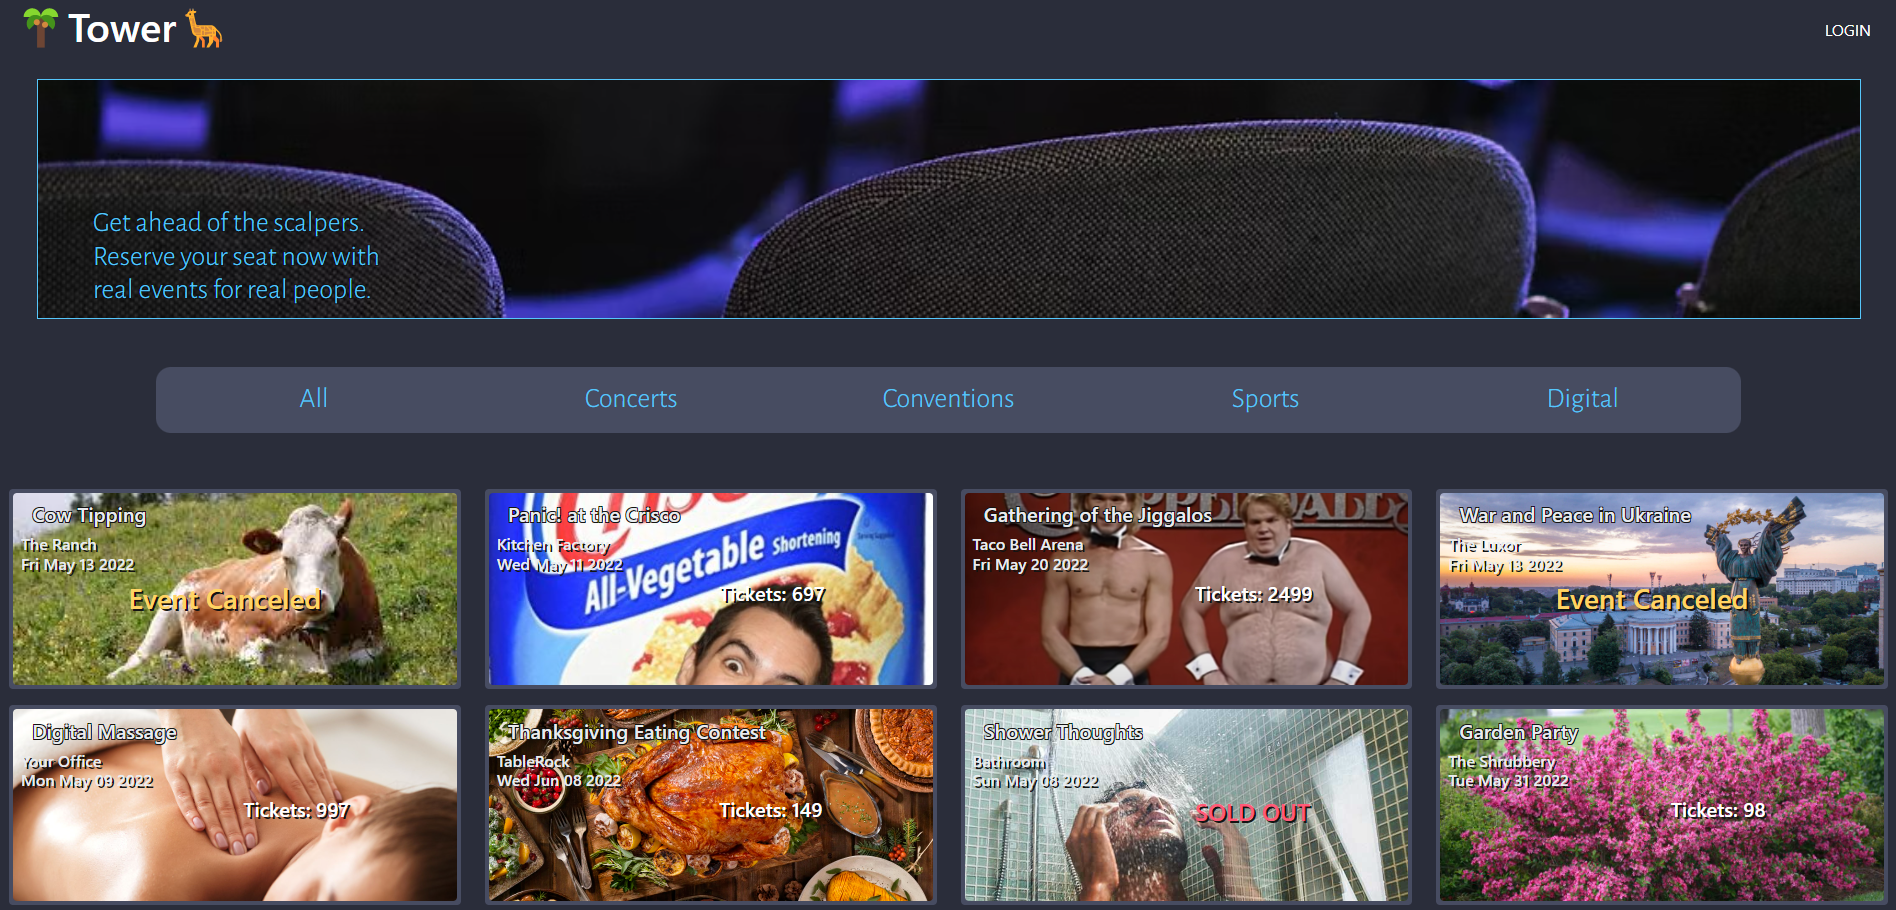 Tower
LOGIN
Get ahead of the scalpers.
Reserve your seat now with
real events for real people.
All
Concerts
Conventions
Sports
Digital
Cow Tipping
The Ranch
Fri May 13 2022
Event Canceled
Panic! at the Crisco
Kitchen Factory
Wed May 11 2022
All-Vegetable Shortening
Tickets: 697
Gathering of the Jiggalos
Taco Bell Arena
Fri May 20 2022
Tickets: 2499
War and Peace in Ukraine
The Luxor
Fri May 13 2022
Event Canceled
Digital Massage
Your Office
Mon May 09 2022
Tickets: 997
Thanksgiving Eating Contest
TableRock
Wed Jun 08 2022
Tickets: 149
Shower Thoughts
Bathroom
Sun May 08 2022
SOLD OUT
Garden Party
The Shrubbery
Tue May 31 2022
Tickets: 98